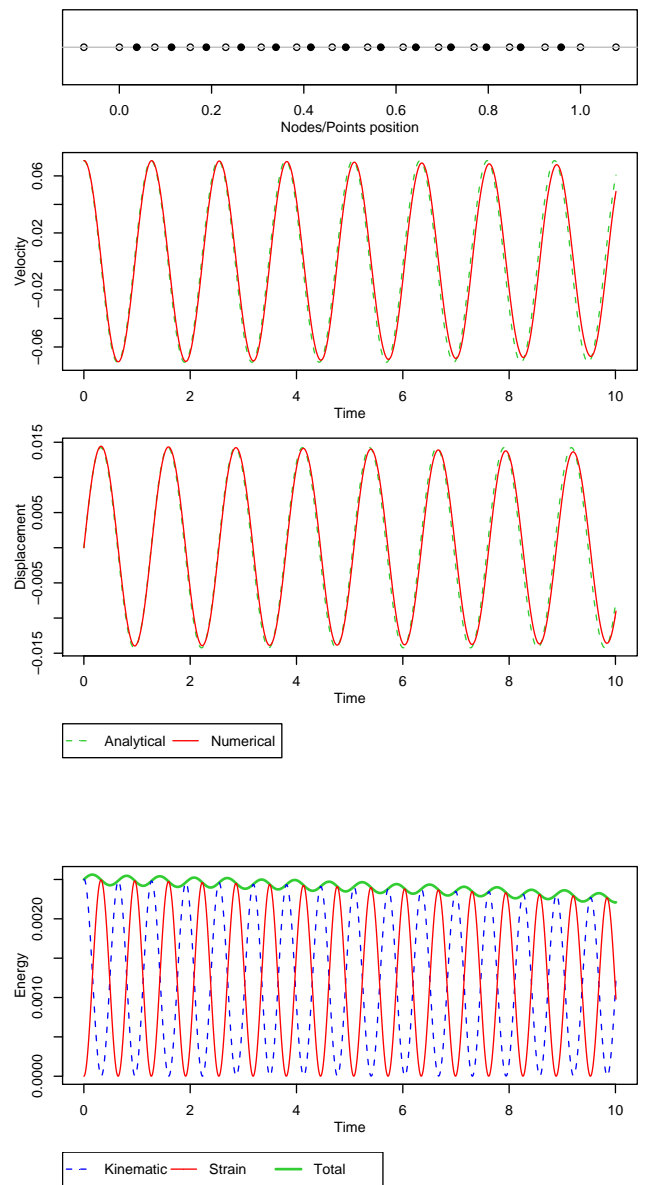 0.0 0.2 0.4 0.6 0.8 1.0
Nodes/Points position
Velocity
0.06
0.02
−0.02
−0.06
0 2 4 6 8 10
Time
Displacement
0.015
0.005
−0.005
−0.015
0 2 4 6 8 10
Time
Analytical Numerical
Energy
0.0020
0.0010
0.0000
0 2 4 6 8 10
Time
Kinematic Strain Total